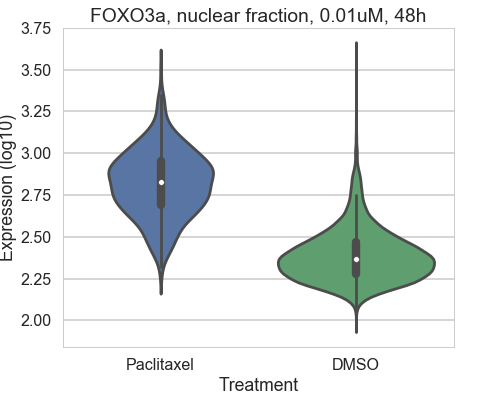 FOXO3a, nuclear fraction, 0.01uM, 48h
Expression (log10)
3.75
3.50
3.25
3.00
2.75
2.50
2.25
2.00
Paclitaxel DMSO
Treatment